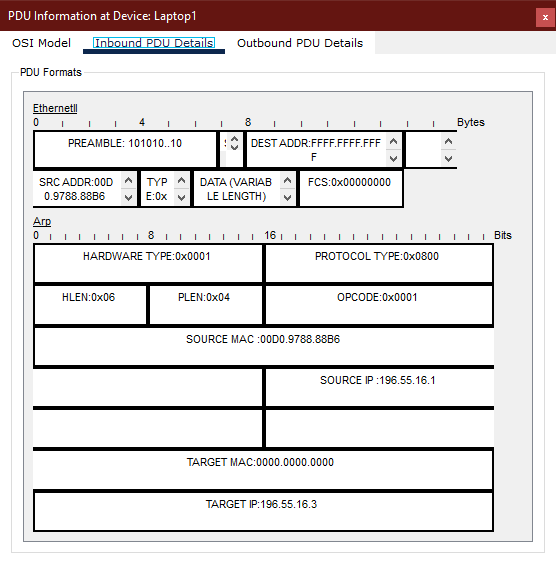 PDU Information at Device: Laptop1
x
OSI Model Inbound PDU Details Outbound PDU Details
PDU Formats
EthernetII
0 4 8 Bytes
PREAMBLE: 101010..10
DEST ADDR:FFFF.FFFF.FFF
F
SRC ADDR:00D
0.9788.88B6
TYP
E:0x
DATA (VARIAB
LE LENGTH)
FCS:0x00000000
Arp
0 8 16 Bits
HARDWARE TYPE:0x0001 PROTOCOL TYPE:0x0800
HLEN:0x06 PLEN:0x04 OPCODE:0x0001
SOURCE MAC :00D0.9788.88B6
SOURCE IP :196.55.16.1
TARGET MAC:0000.0000.0000
TARGET IP:196.55.16.3